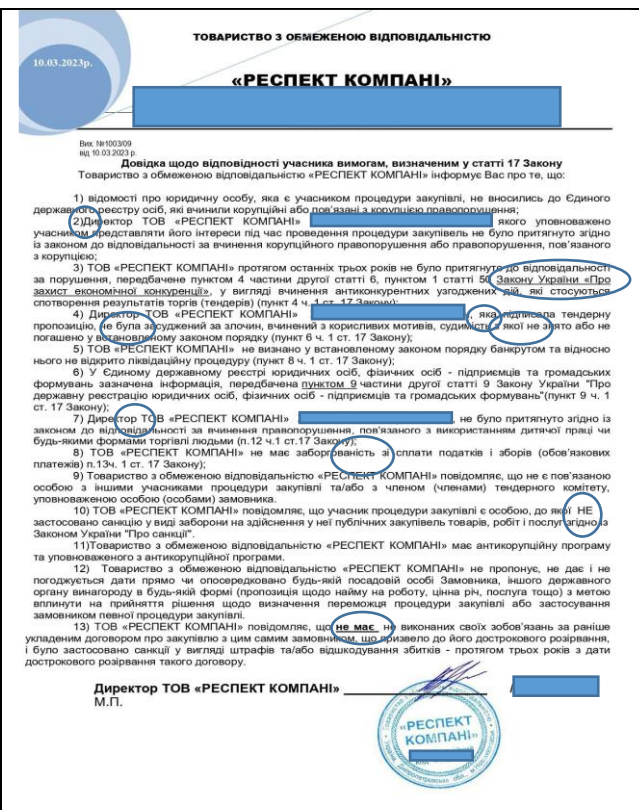 ТОВАРИСТВО З ОБМЕЖЕНОЮ ВІДПОВІДАЛЬНІСТЮ
10.03.2023р.
«РЕСПЕКТ КОМПАНІ»
Вих. №1003/09
від 10.03.2023 р.
Довідка щодо відповідності учасника вимогам, визначеним у статті 17 Закону
Товариство з обмеженою відповідальністю «РЕСПЕКТ КОМПАНІ» інформує Вас про те, що:
1) відомості про юридичну особу, яка є учасником процедури закупівлі, не вносились до Єдиного
державного реєстру осіб, які вчинили корупційні або пов'язані з корупцією правопорушення;
2)Директор ТОВ «РЕСПЕКТ КОМПАНІ» якого уповноважено
учасником представляти його інтереси під час проведення процедури закупівель не було притягнуто згідно
із законом до відповідальності за вчинення корупційного правопорушення або правопорушення, пов'язаного
з корупцією;
3) ТОВ «РЕСПЕКТ КОМПАНІ» протягом останніх трьох років не було притягнуто до відповідальності
за порушення, передбачене пунктом 4 частини другої статті 6, пунктом 1 статті 50 Закону України «Про
захист економічної конкуренції», у вигляді вчинення антиконкурентних узгоджених дій, які стосуються
спотворення результатів торгів (тендерів) (пункт 4 ч. 1 ст. 17 Закону);
4) Директор ТОВ «РЕСПЕКТ КОМПАНІ» , яка підписала тендерну
пропозицію, не була засуджений за злочин, вчинений з корисливих мотивів, судимість з якої не знято або не
погашено у встановленому законом порядку (пункт 6 ч. 1 ст. 17 Закону);
5) ТОВ «РЕСПЕКТ КОМПАНІ» не визнано у встановленому законом порядку банкрутом та відносно
нього не відкрито ліквідаційну процедуру (пункт 8 ч. 1 ст. 17 Закону);
6) У Єдиному державному реєстрі юридичних осіб, фізичних осіб - підприємців та громадських
формувань зазначена інформація, передбачена пунктом 9 частини другої статті 9 Закону України "Про
державну реєстрацію юридичних осіб, фізичних осіб - підприємців та громадських формувань"(пункт 9 ч. 1
ст. 17 Закону);
7) Директор ТОВ «РЕСПЕКТ КОМПАНІ» , не було притягнуто згідно із
законом до відповідальності за вчинення правопорушення, пов'язаного з використанням дитячої праці чи
будь-якими формами торгівлі людьми (п.12 ч.1 ст.17 Закону);
8) ТОВ «РЕСПЕКТ КОМПАНІ» не має заборгованість зі сплати податків і зборів (обов'язкових
платежів) п.13ч. 1 ст. 17 Закону);
9) Товариство з обмеженою відповідальністю «РЕСПЕКТ КОМПАНІ» повідомляє, що не є пов'язаною
особою з іншими учасниками процедури закупівлі та/або з членом (членами) тендерного комітету,
уповноваженою особою (особами) замовника.
10) ТОВ «РЕСПЕКТ КОМПАНІ» повідомляє, що учасник процедури закупівлі є особою, до якої НЕ
застосовано санкцію у виді заборони на здійснення у неї публічних закупівель товарів, робіт і послуг згідно із
Законом України "Про санкції".
11)Товариство з обмеженою відповідальністю «РЕСПЕКТ КОМПАНІ» має антикорупційну програму
та уповноваженого з антикорупційної програми.
12) Товариство з обмеженою відповідальністю «РЕСПЕКТ КОМПАНІ» не пропонує, не дає і не
погоджується дати прямо чи опосередковано будь-якій посадовій особі Замовника, іншого державного
органу винагороду в будь-якій формі (пропозиція щодо найму на роботу, цінна річ, послуга тощо) з метою
вплинути на прийняття рішення щодо визначення переможця процедури закупівлі або застосування
замовником певної процедури закупівлі.
13) ТОВ «РЕСПЕКТ КОМПАНІ» повідомляє, що не має не виконаних своїх зобов'язань за раніше
укладеним договором про закупівлю з цим самим замовником, що призвело до його дострокового розірвання,
і було застосовано санкції у вигляді штрафів та/або відшкодування збитків - протягом трьох років з дати
дострокового розірвання такого договору.
Директор ТОВ «РЕСПЕКТ КОМПАНІ» /
М.П.
«РЕСПЕКТ
КОМПАНІ»